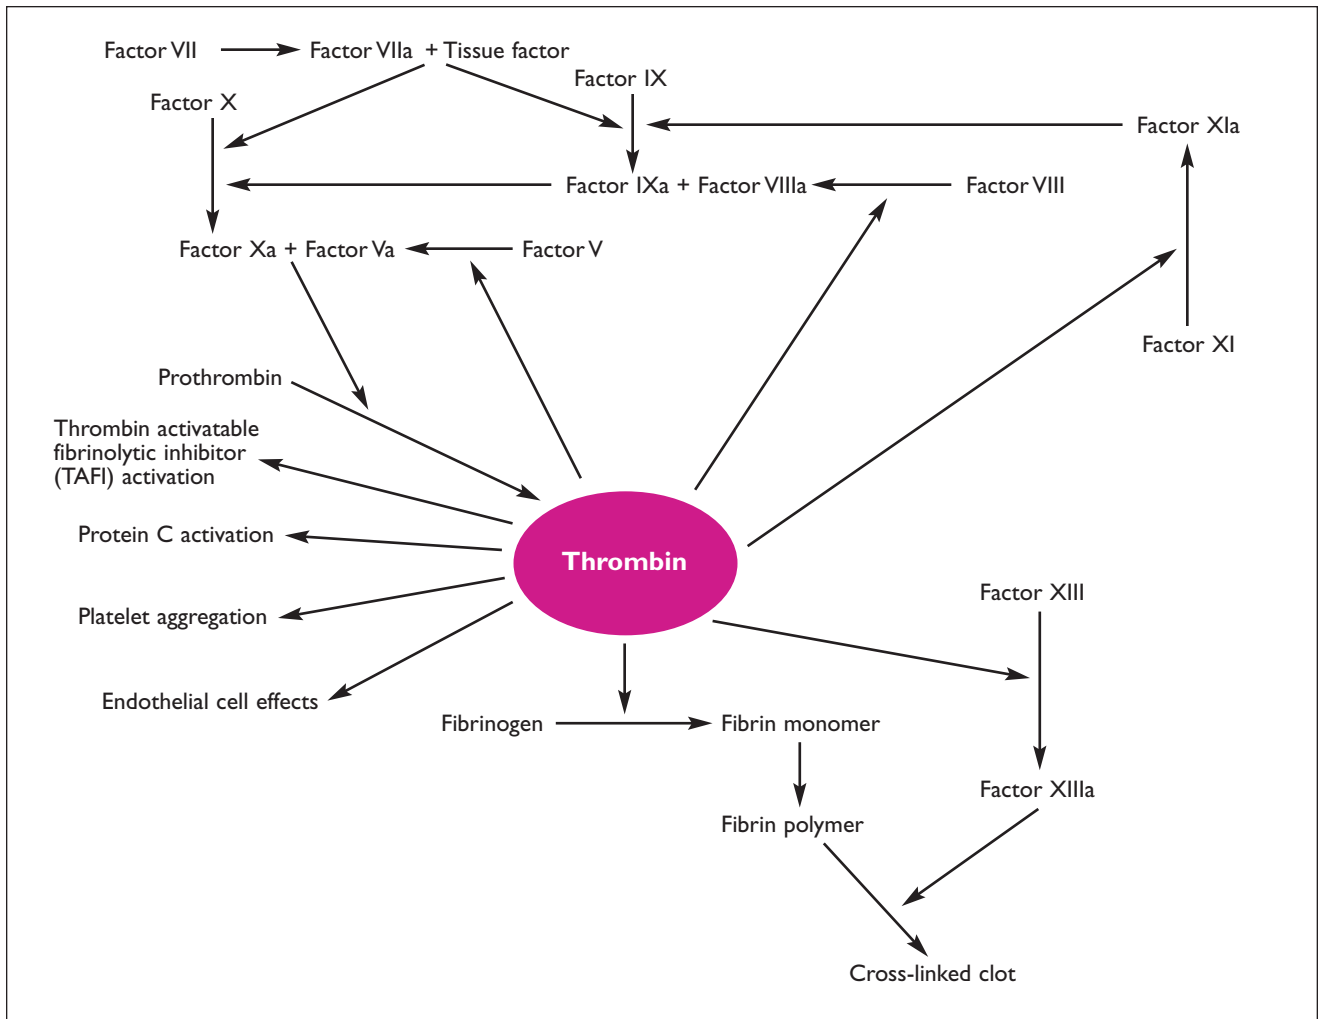 Factor VII
Factor VIIa + Tissue factor
Factor IX
Factor X
Factor XIa
Factor IXa + Factor VIIIa
Factor VIII
Factor Xa + Factor Va
Factor V
Factor XI
Prothrombin
Thrombin activatable
fibrinolytic inhibitor
(TAFI) activation
Protein C activation
Thrombin
Platelet aggregation
Factor XIII
Endothelial cell effects
Fibrinogen
Fibrin monomer
Factor XIIIa
Fibrin polymer
Cross-linked clot